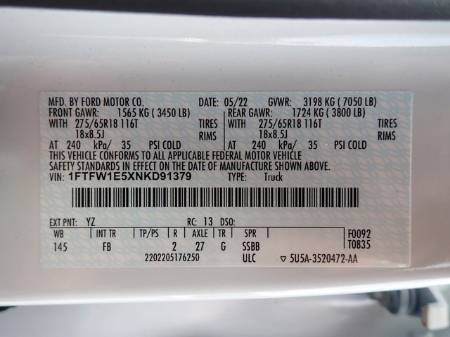 MFD. BY FORD MOTOR CO. DATE: 05/22 GVWR: 3198 KG ( 7050 LB)
FRONT GAWR: 1565 KG ( 3450 LB) REAR GAWR: 1724 KG ( 3800 LB)
WITH 275/65R18 116T TIRES WITH 275/65R18 116T TIRES
18x8.5J RIMS 18x8.5J RIMS
AT 240 kPa/ 35 PSI COLD AT 240 kPa/ 35 PSI COLD
THIS VEHICLE CONFORMS TO ALL APPLICABLE FEDERAL MOTOR VEHICLE
SAFETY STANDARDS IN EFFECT ON THE DATE OF MANUFACTURE SHOWN ABOVE.
VIN: 1FTFW1E5XNKD91379 TYPE: Truck
EXT PNT: YZ RC: 13 DSO: F0092
WB INT TR TP/PS R AXLE TR SPR T0835
145 FB 2 27 G SSBB
2202205176250 ULC 5U5A-3520472-AA